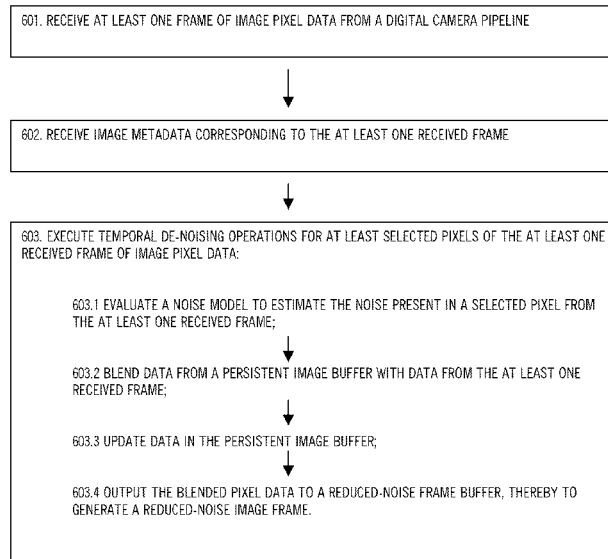 601. RECEIVE AT LEAST ONE FRAME OF IMAGE PIXEL DATA FROM A DIGITAL CAMERA PIPELINE
602. RECEIVE IMAGE METADATA CORRESPONDING TO THE AT LEAST ONE RECEIVED FRAME
603. EXECUTE TEMPORAL DE-NOISING OPERATIONS FOR AT LEAST SELECTED PIXELS OF THE AT LEAST ONE
RECEIVED FRAME OF IMAGE PIXEL DATA:
603.1 EVALUATE A NOISE MODEL TO ESTIMATE THE NOISE PRESENT IN A SELECTED PIXEL FROM
THE AT LEAST ONE RECEIVED FRAME;
603.2 BLEND DATA FROM A PERSISTENT IMAGE BUFFER WITH DATA FROM THE AT LEAST ONE
RECEIVED FRAME;
603.3 UPDATE DATA IN THE PERSISTENT IMAGE BUFFER;
603.4 OUTPUT THE BLENDED PIXEL DATA TO A REDUCED-NOISE FRAME BUFFER, THEREBY TO
GENERATE A REDUCED-NOISE IMAGE FRAME.